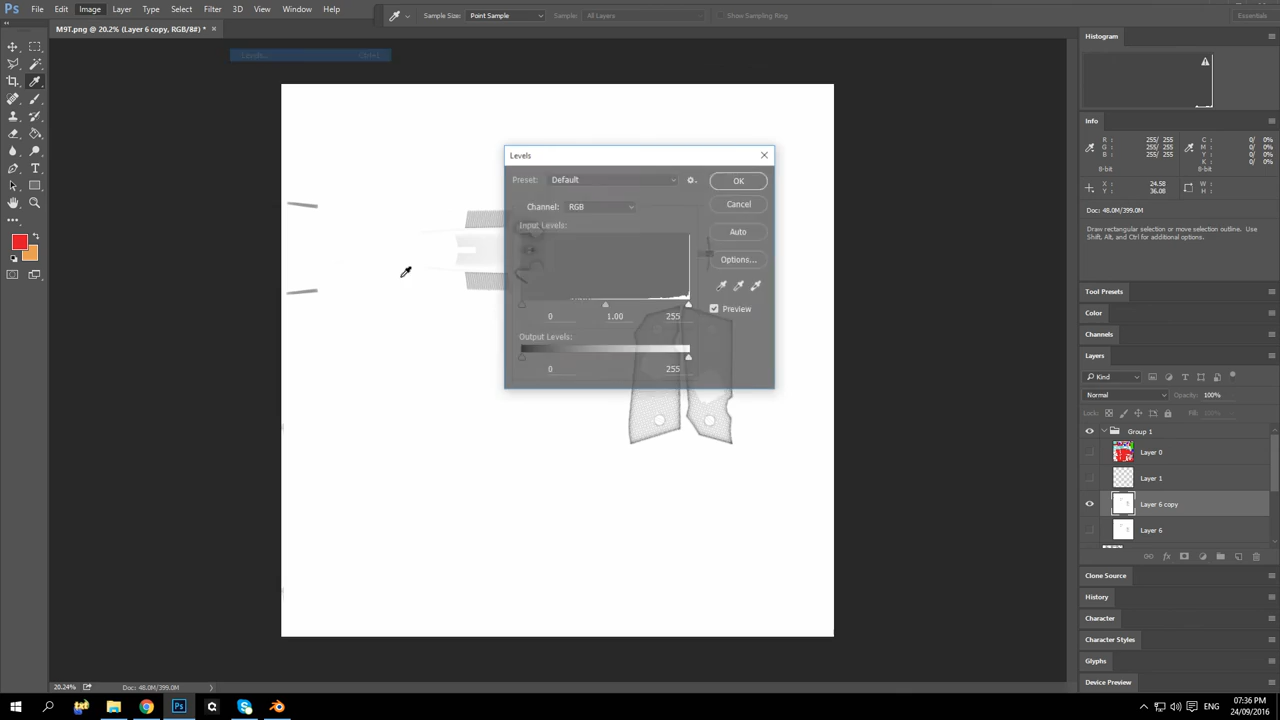 Ps File Edit Image Layer Type Select Filter 3D View Window Help
Sample Size: Point Sample Sample: All Layers Show Sampling Ring Essentials
M9T.png @ 20.2% (Layer 6 copy, RGB/8#) * ×
Levels... Ctrl+L
Histogram
Info
R: 255/ 255
G: 255/ 255
B: 255/ 255
8-bit
C: 0/ 0%
M: 0/ 0%
Y: 0/ 0%
K: 0/ 0%
8-bit
X: 24.58
Y: 36.08
W:
H:
Doc: 48.0M/399.0M
Draw rectangular selection or move selection outline.
Levels
Preset: Default
OK
Channel: RGB
Cancel
Input Levels:
Auto
Options...
Preview
0 1.00 255
Output Levels:
0 255
Tool Presets
Color
Channels
Layers
Kind
Normal Opacity: 100%
Lock: Fill: 100%
Group 1
Layer 0
Layer 1
Layer 6 copy
Layer 6
Clone Source
History
Character
Character Styles
Glyphs
Device Preview
20.24% Doc: 48.0M/399.0M
Ps
ENG
07:36 PM
24/09/2016